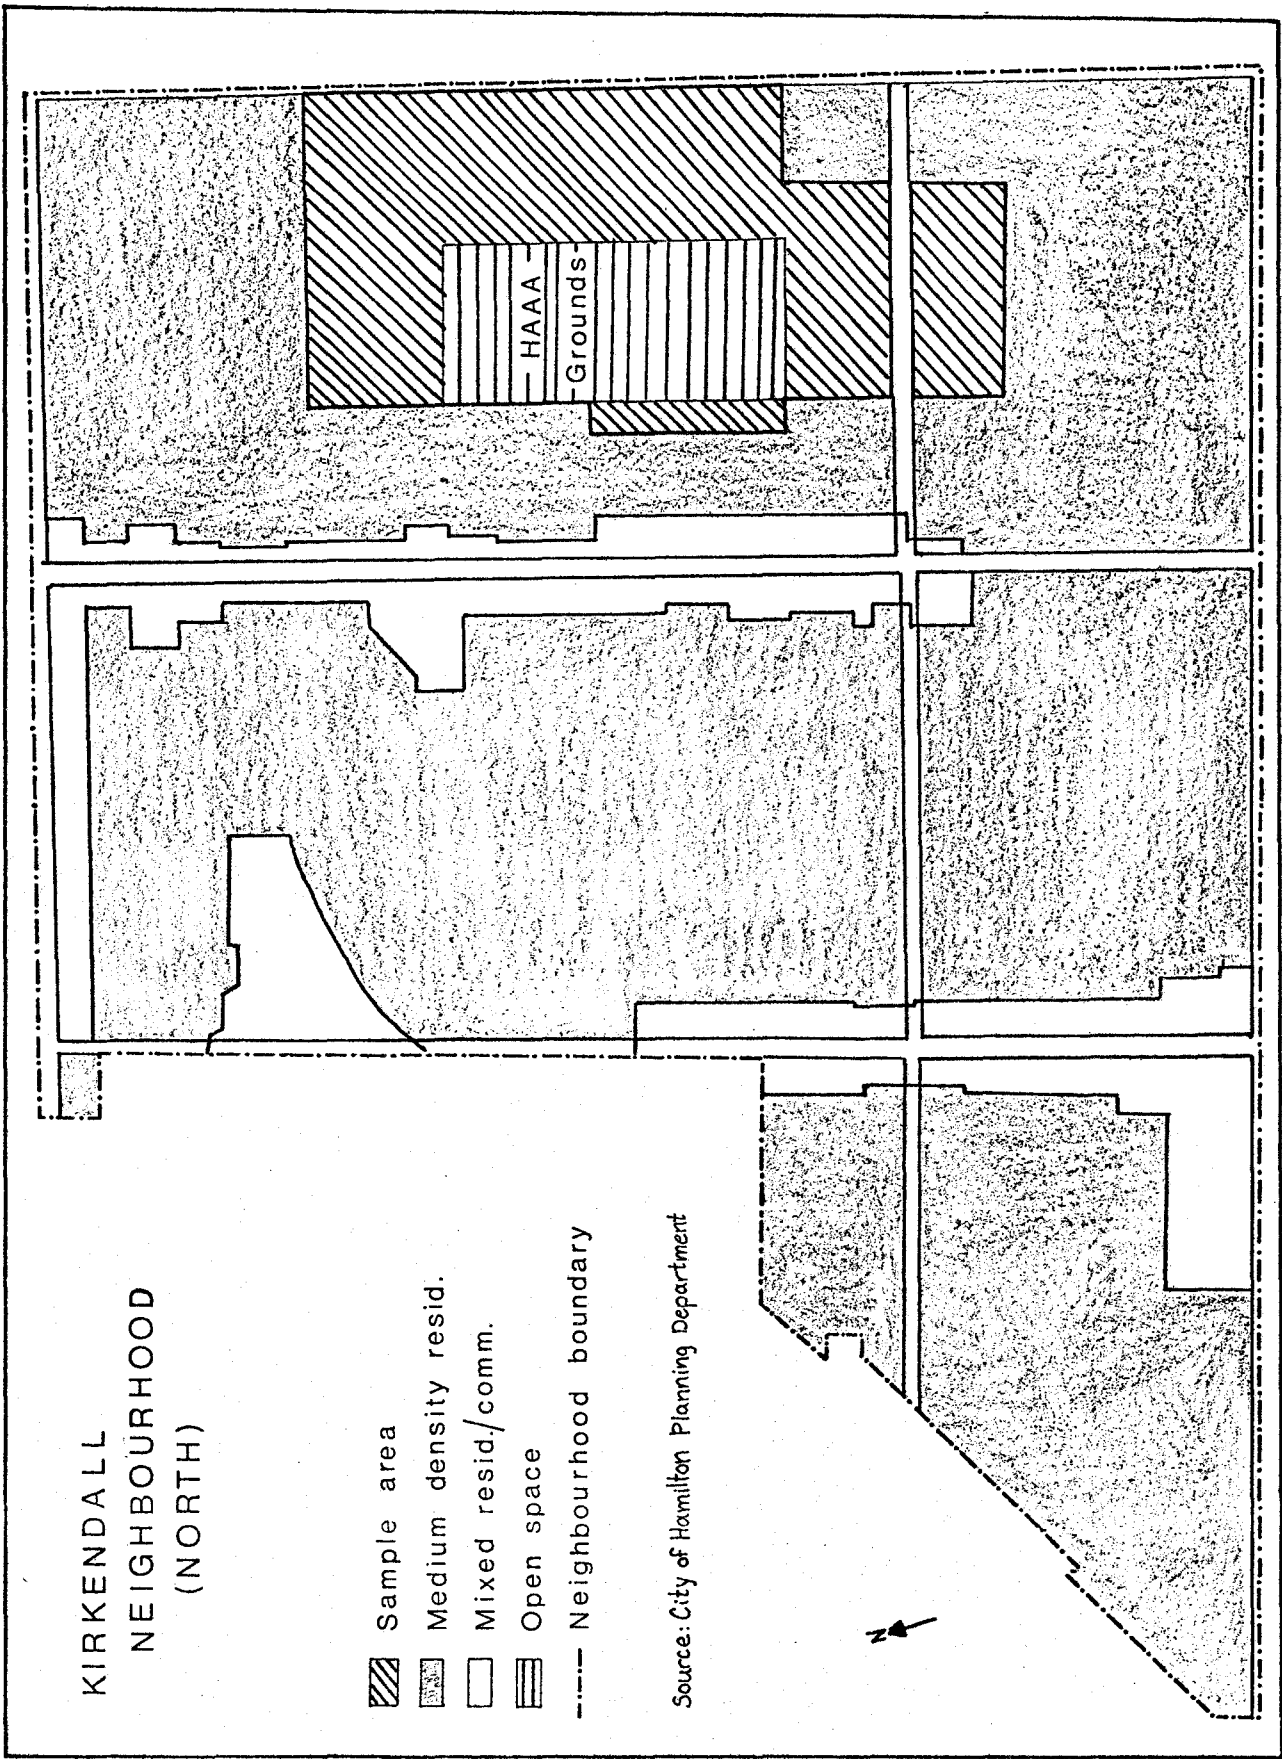 KIRKENDALL
NEIGHBOURHOOD
(NORTH)
Sample area
Medium density resid.
Mixed resid./comm.
Open space
Neighbourhood boundary
Source: City of Hamilton Planning Department
N
HAAA
Grounds